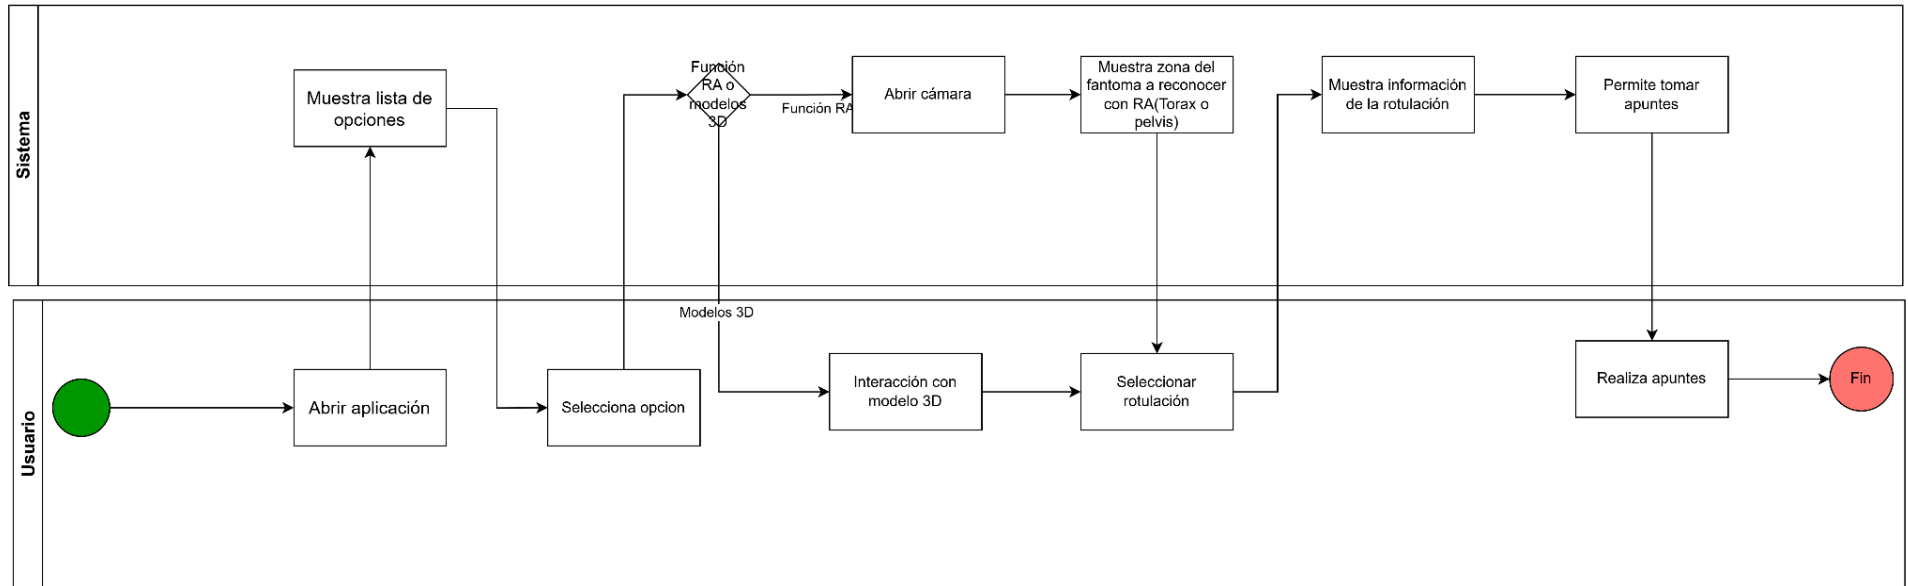 Sistema
Muestra lista de
opciones
Función
RA o
modelos
3D
Función RA
Abrir cámara
Muestra zona del
fantoma a reconocer
con RA(Torax o
pelvis)
Muestra información
de la rotulación
Permite tomar
apuntes
Usuario
Abrir aplicación
Selecciona opcion
Modelos 3D
Interacción con
modelo 3D
Seleccionar
rotulación
Realiza apuntes
Fin